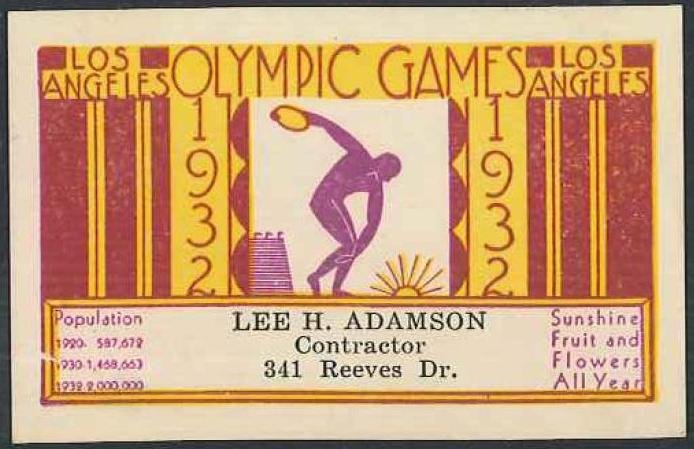 LOS ANGELES OLYMPIC GAMES LOS ANGELES
1932 1932
Population
1920- 587,672
1930-1,468,663
1932-2,000,000
LEE H. ADAMSON
Contractor
341 Reeves Dr.
Sunshine
Fruit and
Flowers
All Year